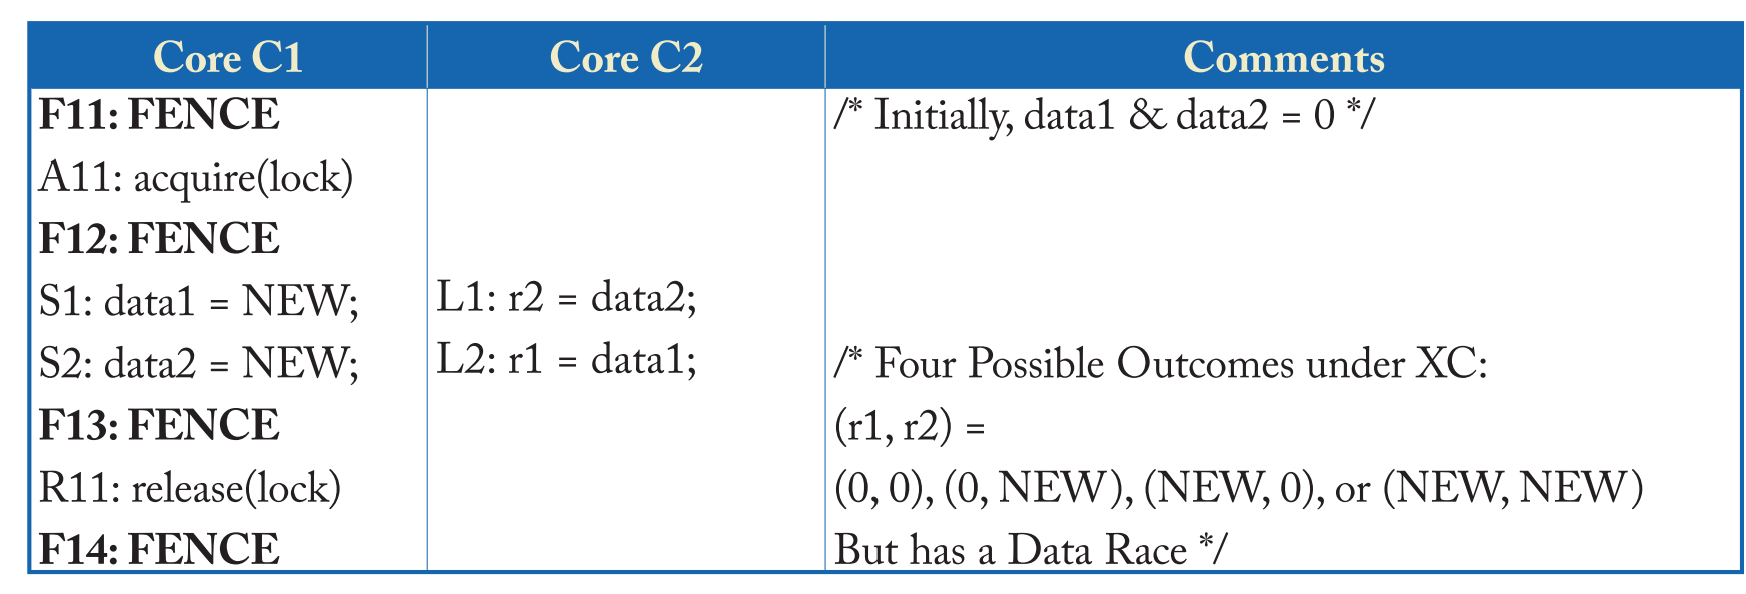 Core C1 Core C2 Comments
F11: FENCE /* Initially, data1 & data2 = 0 */
A11: acquire(lock)
F12: FENCE
S1: data1 = NEW; L1: r2 = data2;
S2: data2 = NEW; L2: r1 = data1; /* Four Possible Outcomes under XC:
F13: FENCE (r1, r2) =
R11: release(lock) (0, 0), (0, NEW), (NEW, 0), or (NEW, NEW)
F14: FENCE But has a Data Race */